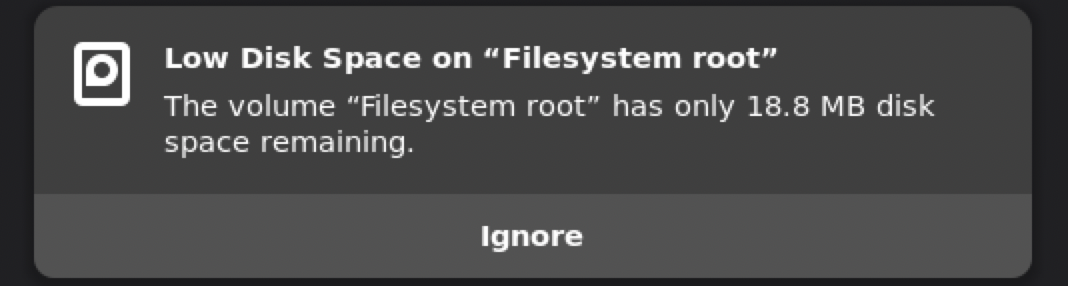 Low Disk Space on “Filesystem root”
The volume “Filesystem root” has only 18.8 MB disk
space remaining.
Ignore